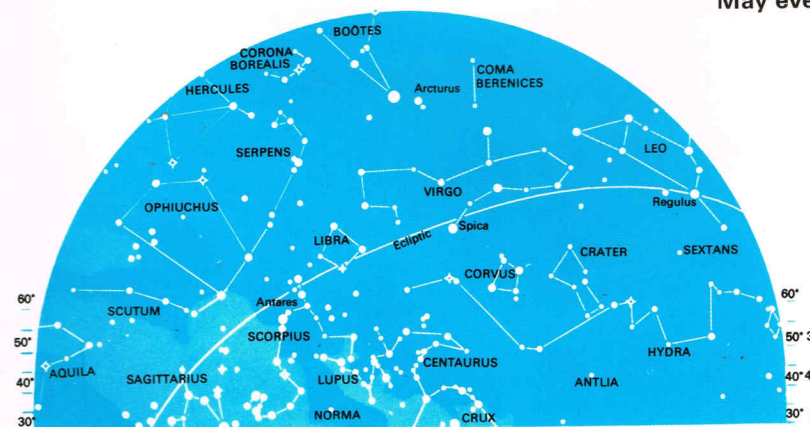 May eve
BOÖTES
CORONA
BOREALIS
Arcturus
COMA
BERENICES
HERCULES
SERPENS
LEO
VIRGO
OPHIUCHUS
Regulus
Spica
LIBRA
Ecliptic
CRATER
SEXTANS
CORVUS
60°
Antares
60°
SCUTUM
SCORPIUS
50°
50° 3
CENTAURUS
HYDRA
AQUILA
SAGITTARIUS
LUPUS
ANTLIA
40°
40° 4
NORMA
CRUX
30°
30°